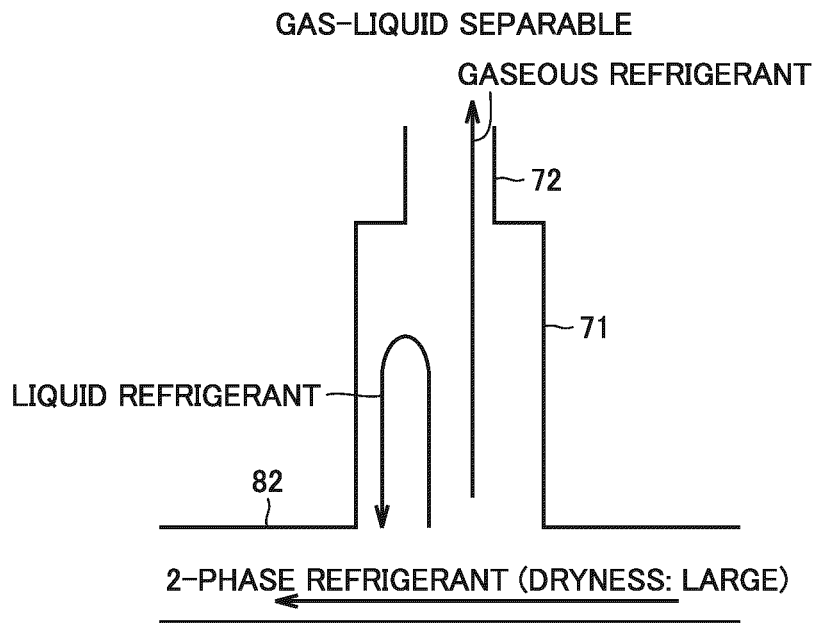 GAS-LIQUID SEPARABLE
GASEOUS REFRIGERANT
72
71
LIQUID REFRIGERANT
82
2-PHASE REFRIGERANT (DRYNESS: LARGE)